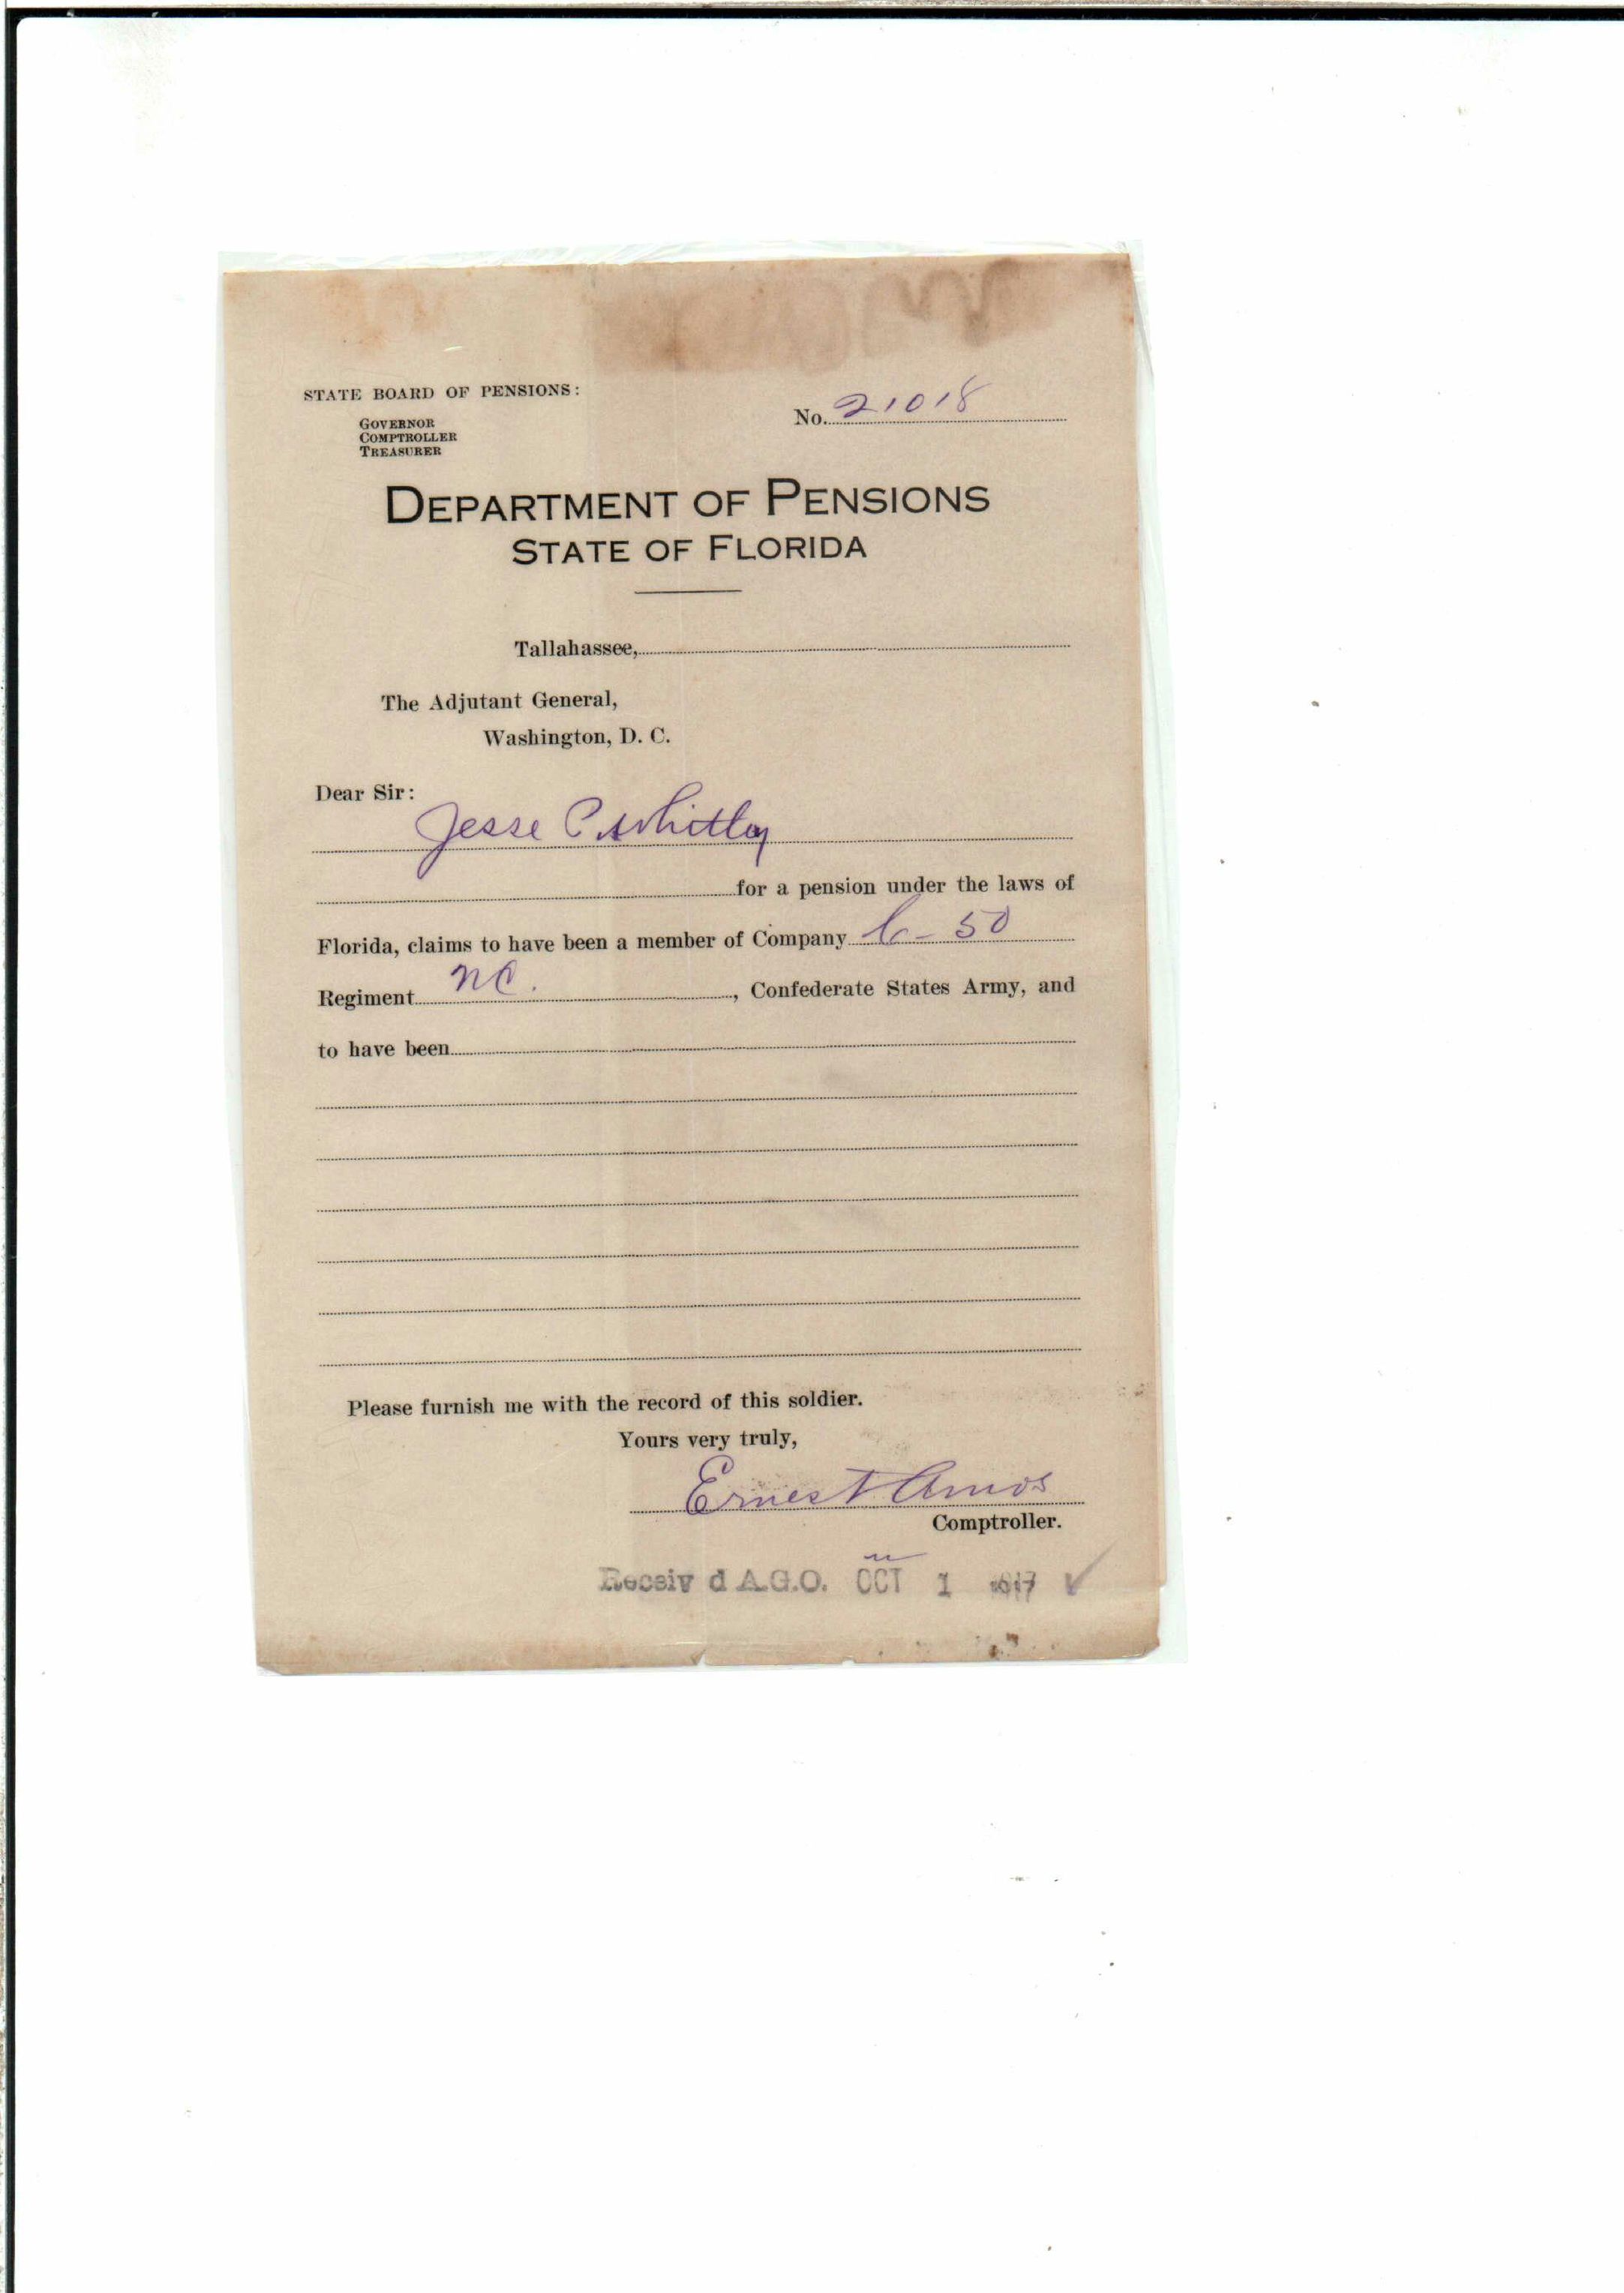 STATE BOARD OF PENSIONS:
No. 21018
GOVERNOR
COMPTROLLER
TREASURER
DEPARTMENT OF PENSIONS
STATE OF FLORIDA
Tallahassee,
The Adjutant General,
Washington, D. C.
Dear Sir:
Jesse C Whitley
for a pension under the laws of
Florida, claims to have been a member of Company C - 50
Regiment NC. , Confederate States Army, and
to have been
Please furnish me with the record of this soldier.
Yours very truly,
Ernest Amos
Comptroller.
Receiv d A.G.O. OCT 1